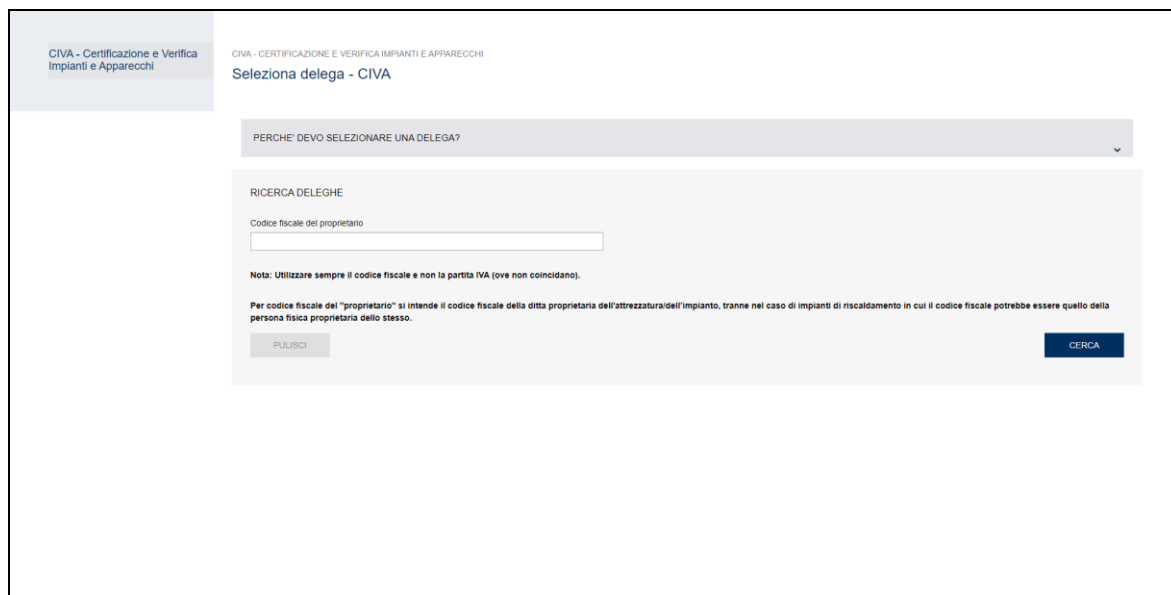 CIVA - Certificazione e Verifica
Impianti e Apparecchi
CIVA - CERTIFICAZIONE E VERIFICA IMPIANTI E APPARECCHI
Seleziona delega - CIVA
PERCHE' DEVO SELEZIONARE UNA DELEGA?
RICERCA DELEGHE
Codice fiscale del proprietario
Nota: Utilizzare sempre il codice fiscale e non la partita IVA (ove non coincidano).
Per codice fiscale del "proprietario" si intende il codice fiscale della ditta proprietaria dell'attrezzatura/dell'impianto, tranne nel caso di impianti di riscaldamento in cui il codice fiscale potrebbe essere quello della
persona fisica proprietaria dello stesso.
PULISCI
CERCA